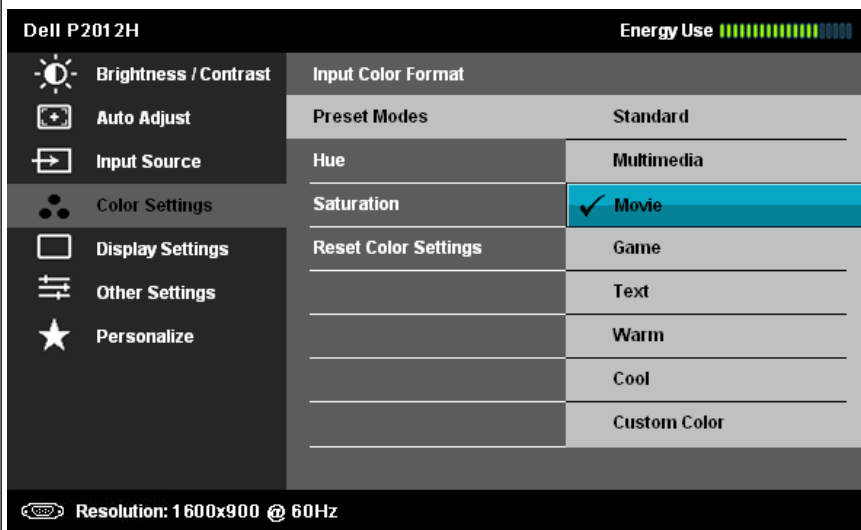 Dell P2012H
Energy Use
Brightness / Contrast
Auto Adjust
Input Source
Color Settings
Display Settings
Other Settings
Personalize
Input Color Format
Preset Modes
Hue
Saturation
Reset Color Settings
Standard
Multimedia
Movie
Game
Text
Warm
Cool
Custom Color
Resolution: 1600x900 @ 60Hz